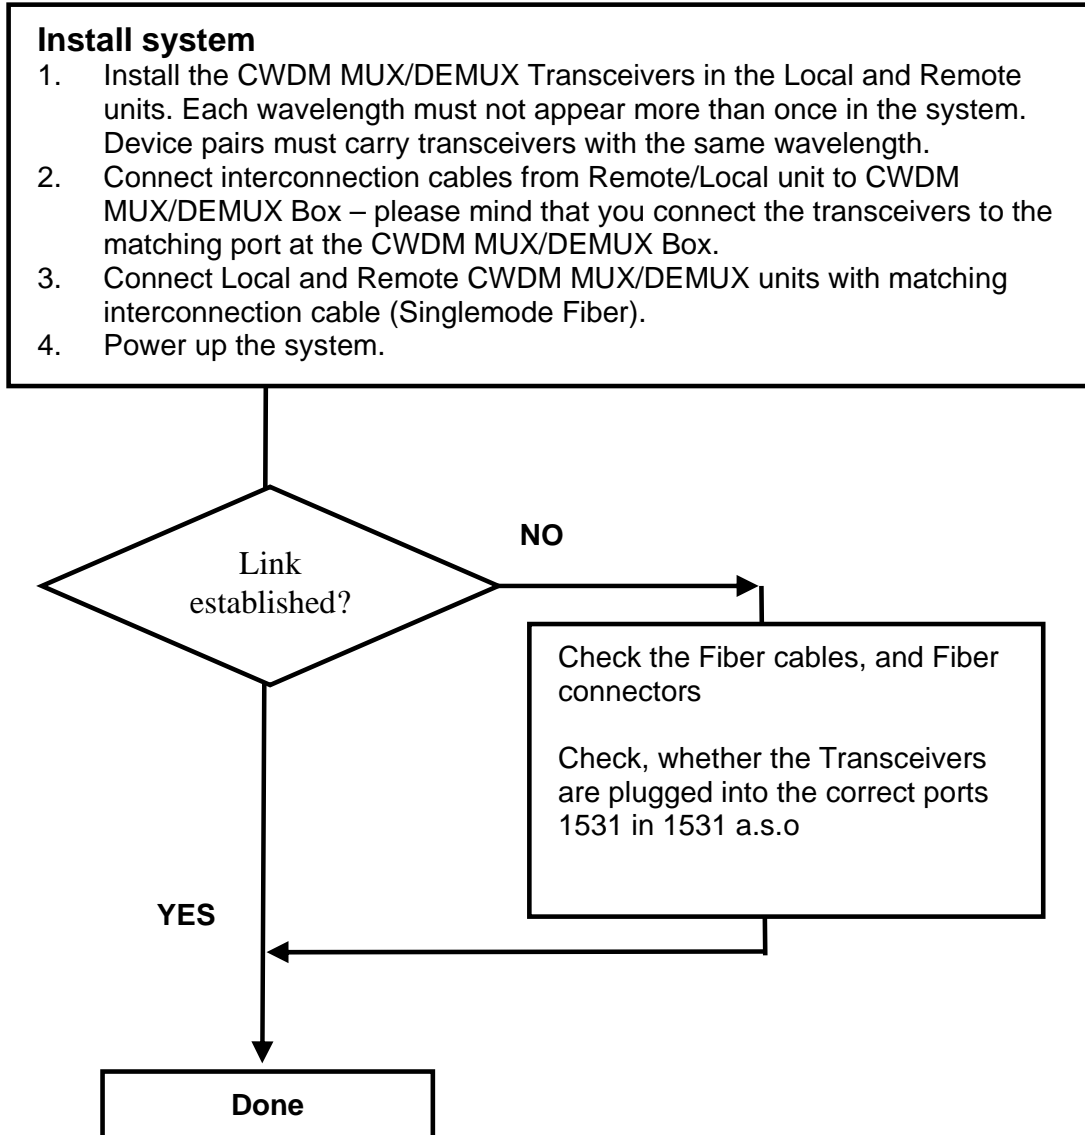 Install system
1. Install the CWDM MUX/DEMUX Transceivers in the Local and Remote
units. Each wavelength must not appear more than once in the system.
Device pairs must carry transceivers with the same wavelength.
2. Connect interconnection cables from Remote/Local unit to CWDM
MUX/DEMUX Box – please mind that you connect the transceivers to the
matching port at the CWDM MUX/DEMUX Box.
3. Connect Local and Remote CWDM MUX/DEMUX units with matching
interconnection cable (Singlemode Fiber).
4. Power up the system.
NO
Link
established?
Check the Fiber cables, and Fiber
connectors
Check, whether the Transceivers
are plugged into the correct ports
1531 in 1531 a.s.o
YES
Done